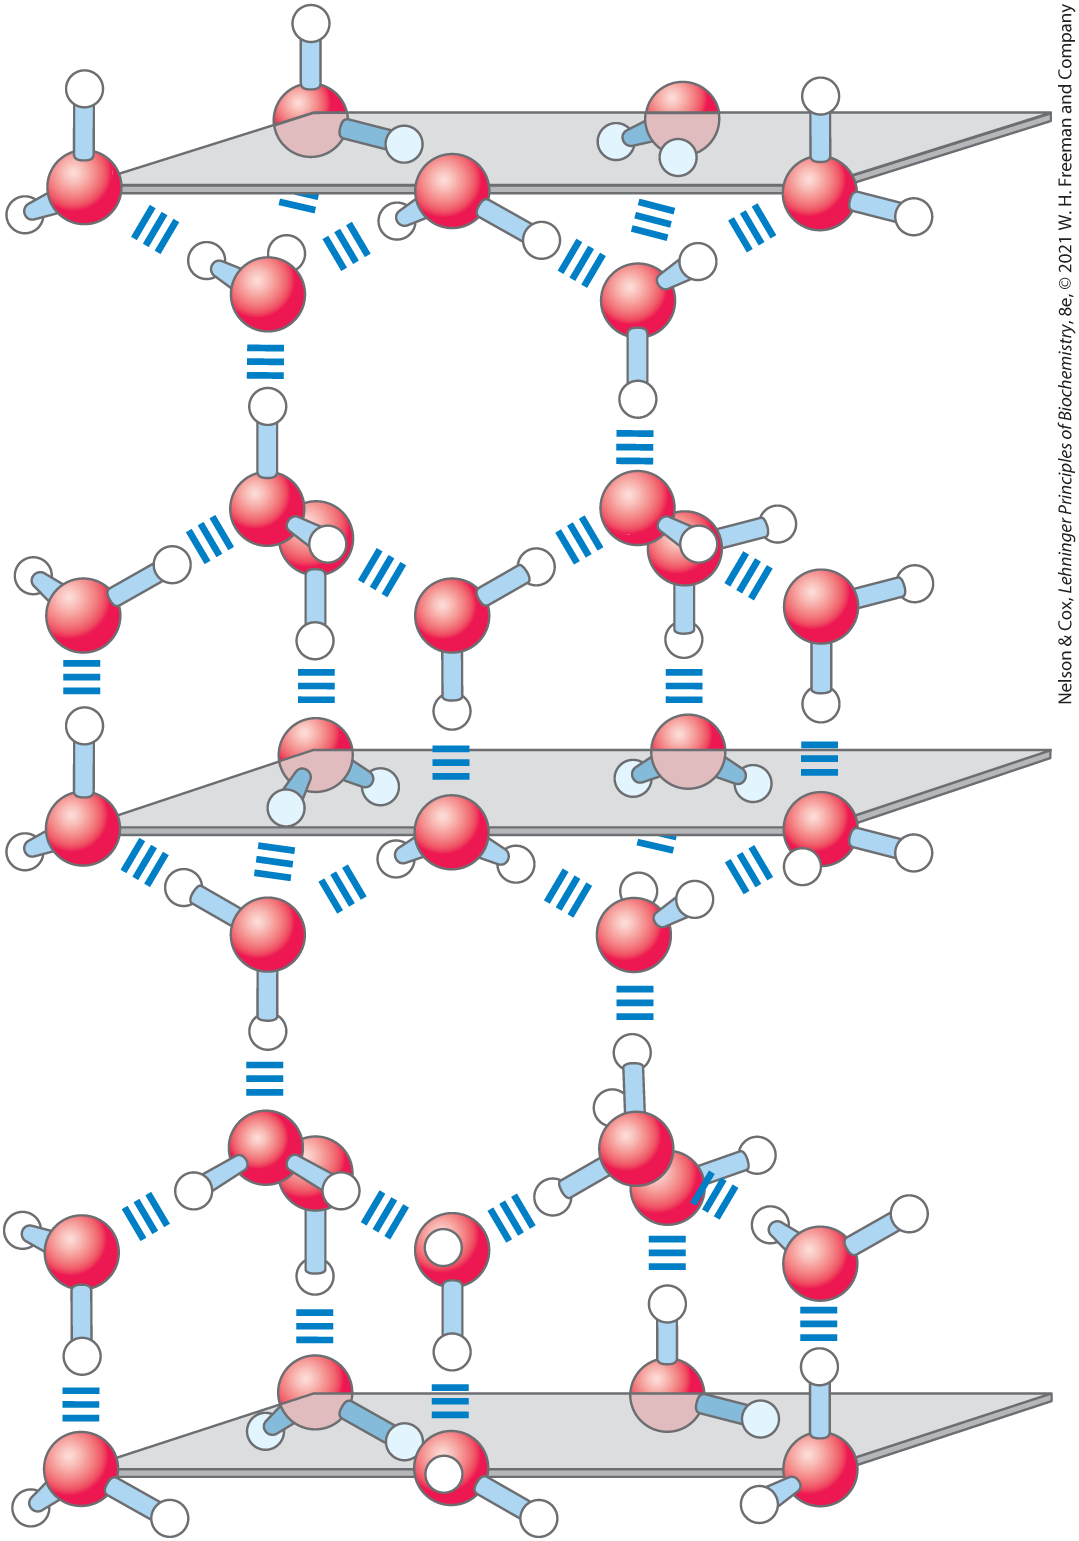 Nelson & Cox, Lehninger Principles of Biochemistry, 8e, © 2021 W. H. Freeman and Company